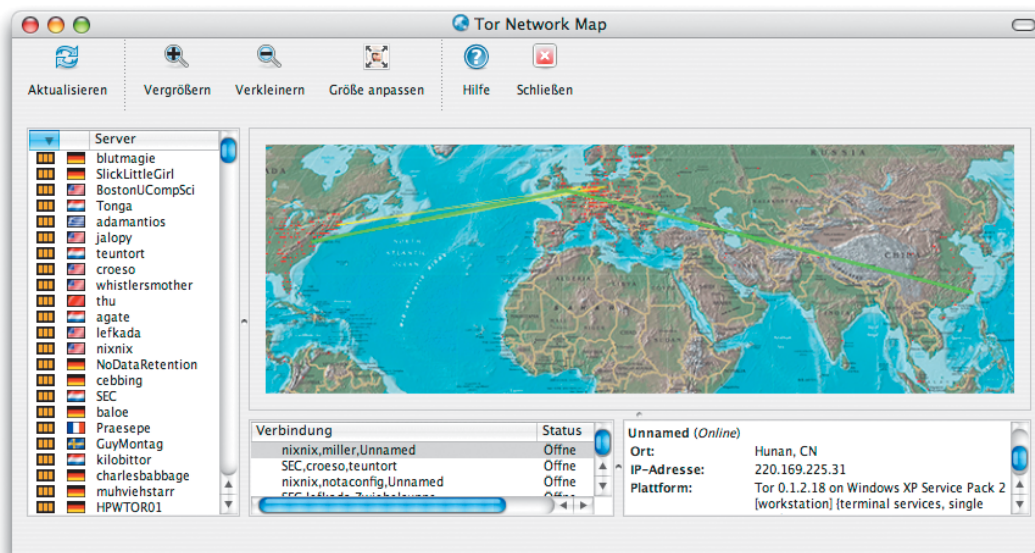 Tor Network Map
Aktualisieren
Vergrößern
Verkleinern
Größe anpassen
Hilfe
Schließen
Server
blutmagie
SlickLittleGirl
BostonUCompSci
Tonga
adamantios
jalopy
teuntort
croeso
whistlersmother
thu
agate
lefkada
nixnix
NoDataRetention
cebbing
SEC
baloe
Praesepe
GuyMontag
kilobittor
charlesbabbage
muhviehstarr
HPWTOR01
RUSSIA
NORTH
ATLANTIC
OCEAN
ALGERIA
CHINA
INDIA
SUDAN
Verbindung Status
nixnix,miller,Unnamed Offne
SEC,croeso,teuntort Offne
nixnix,notaconfig,Unnamed Offne
Offne
Unnamed (Online)
Ort: Hunan, CN
IP-Adresse: 220.169.225.31
Plattform: Tor 0.1.2.18 on Windows XP Service Pack 2
[workstation] {terminal services, single